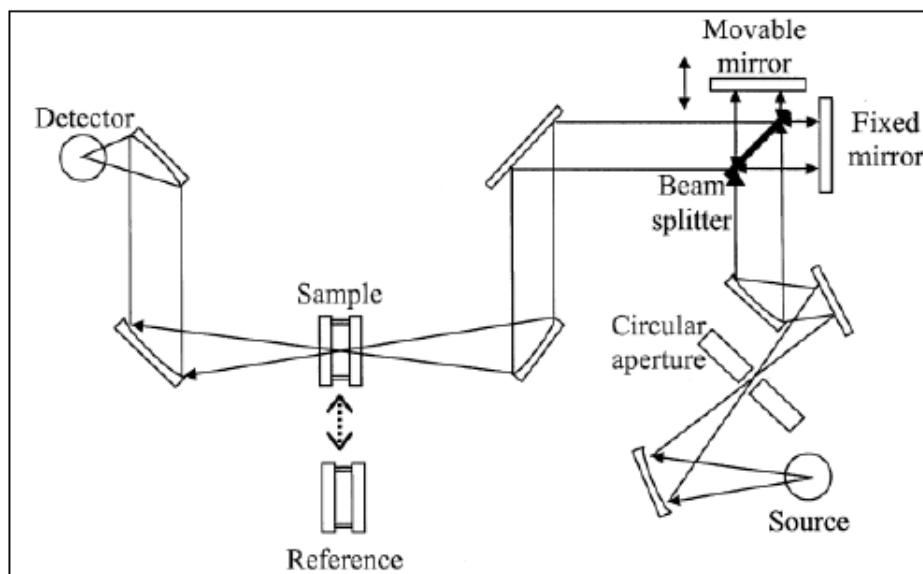 Movable
mirror
Detector
Fixed
mirror
Beam
splitter
Sample
Circular
aperture
Source
Reference